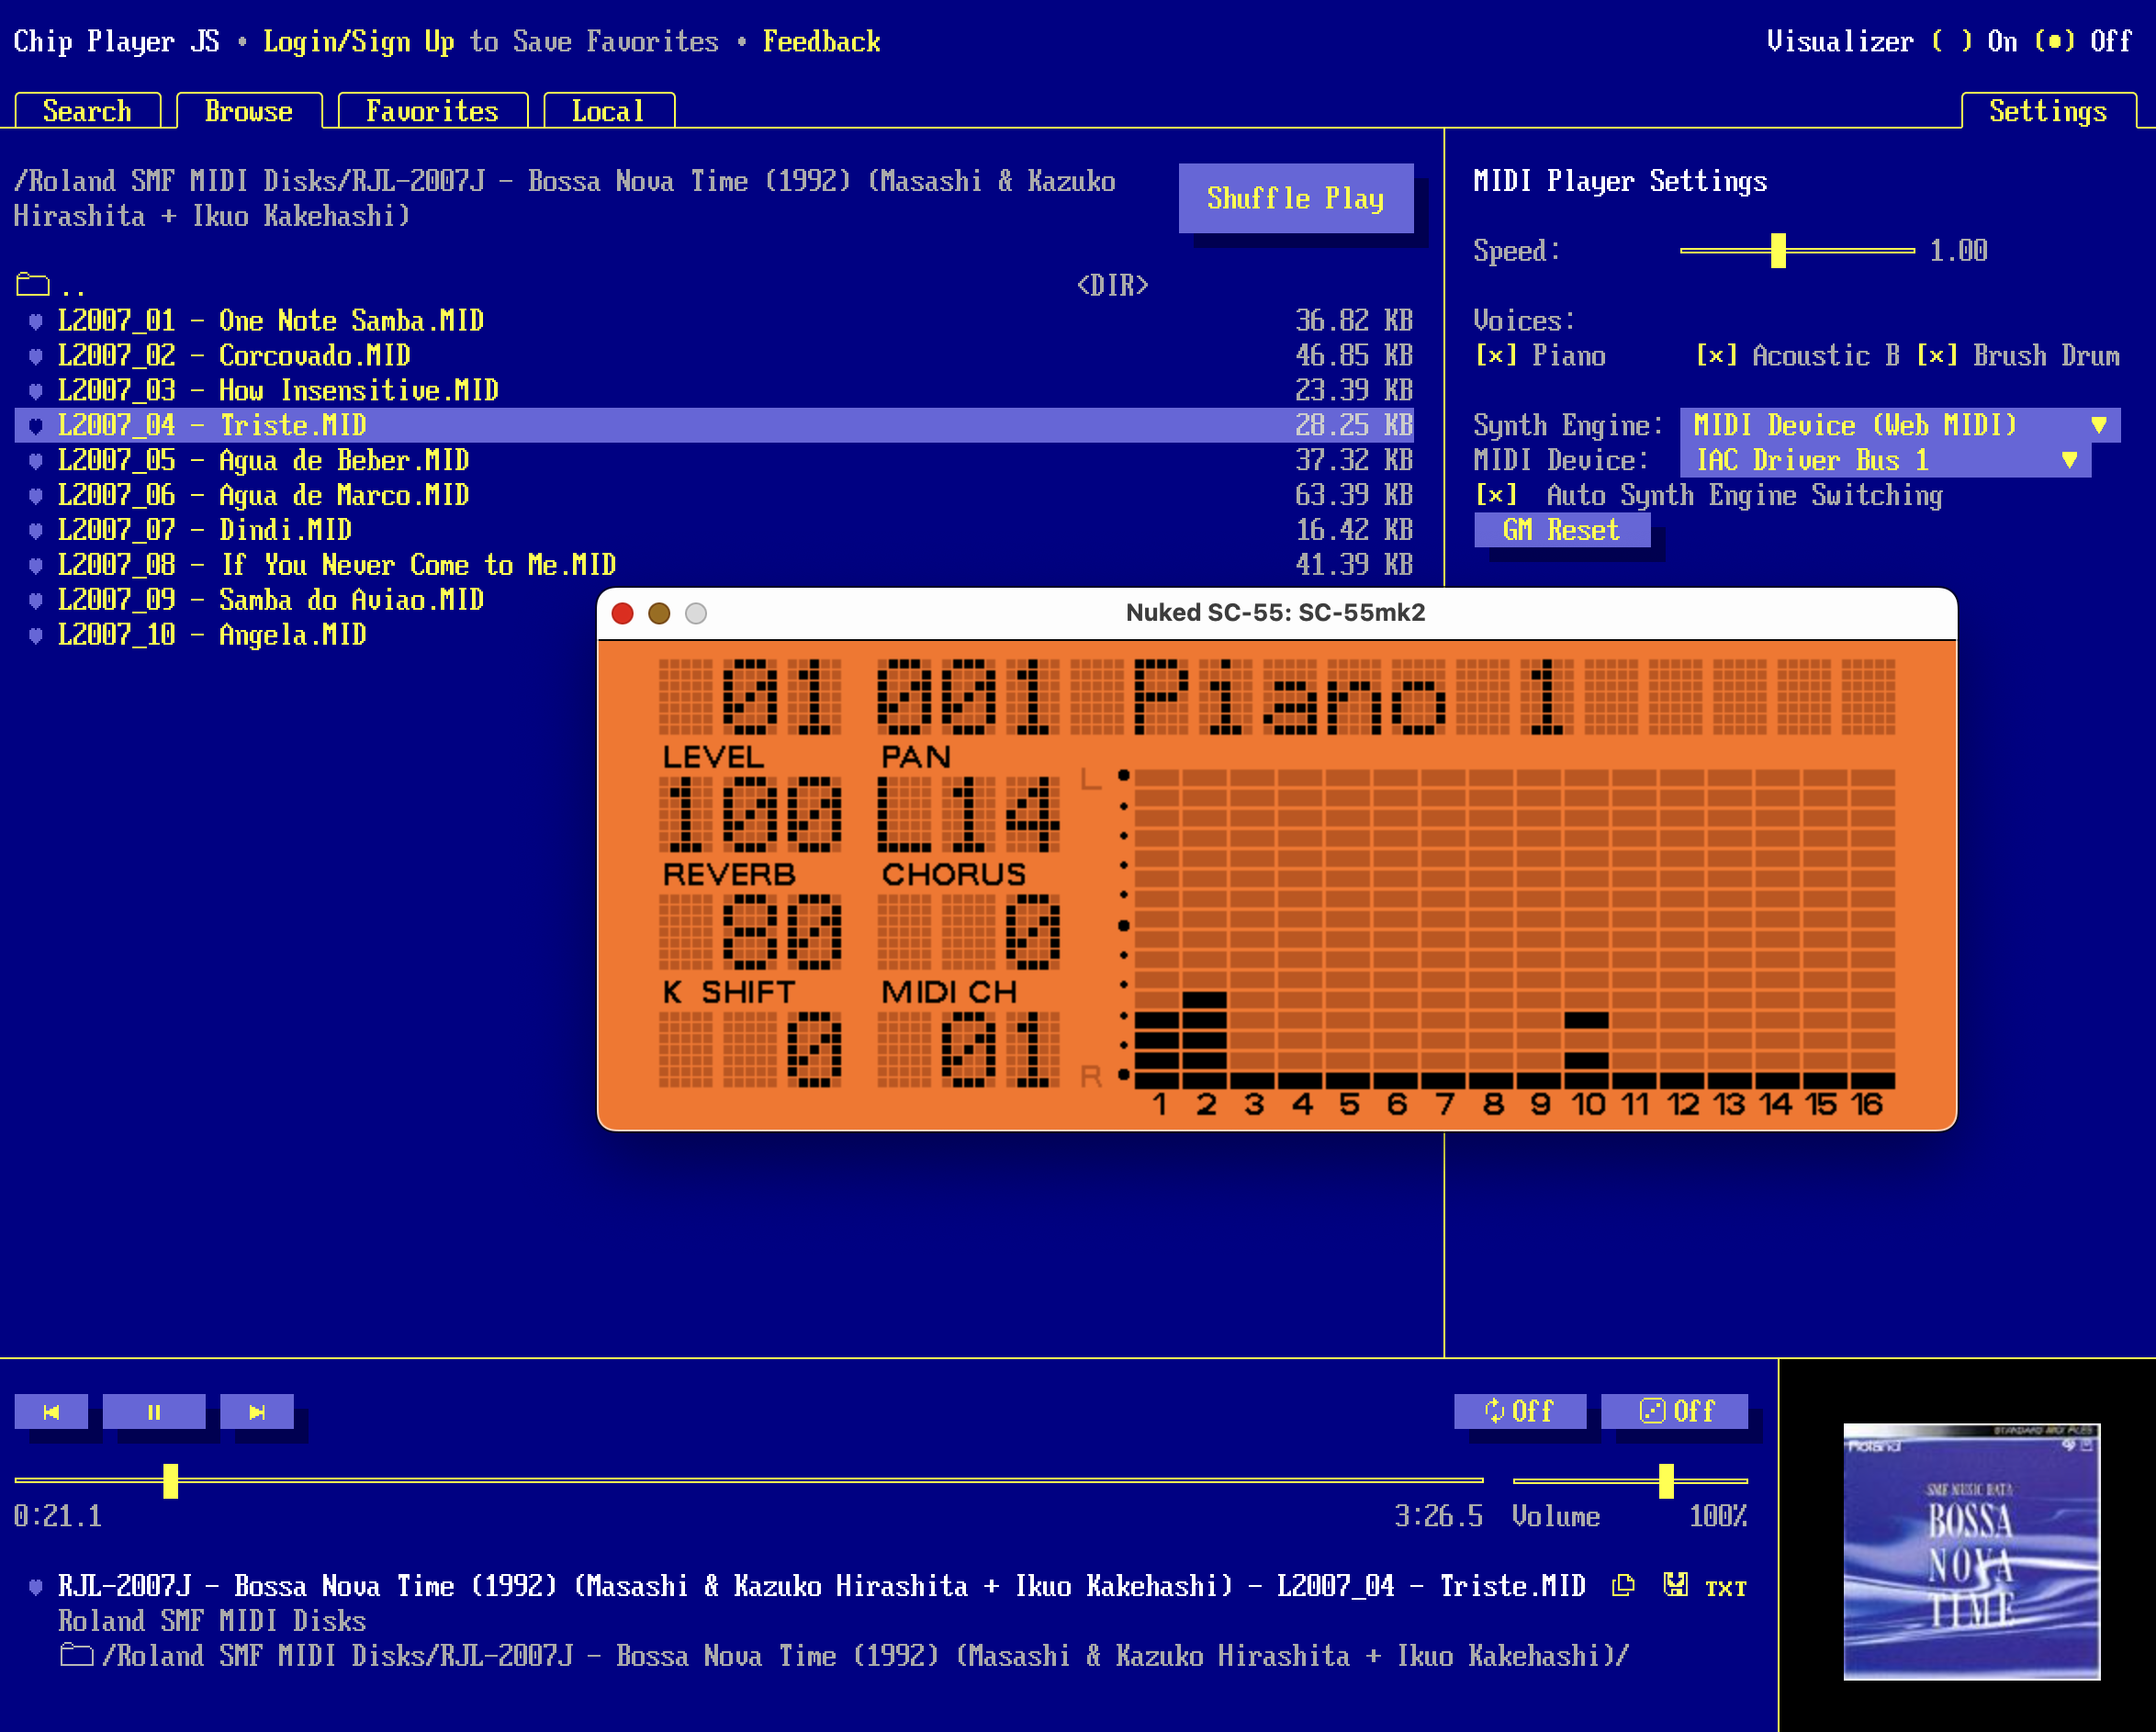 Chip Player JS • Login/Sign Up to Save Favorites • Feedback
Visualizer ( ) On (•) Off
Search Browse Favorites Local
Settings
/Roland SMF MIDI Disks/RJL-2007J - Bossa Nova Time (1992) (Masashi & Kazuko
Hirashita + Ikuo Kakehashi)
Shuffle Play
.. <DIR>
L2007_01 - One Note Samba.MID 36.82 KB
L2007_02 - Corcovado.MID 46.85 KB
L2007_03 - How Insensitive.MID 23.39 KB
L2007_04 - Triste.MID 28.25 KB
L2007_05 - Agua de Beber.MID 37.32 KB
L2007_06 - Agua de Marco.MID 63.39 KB
L2007_07 - Dindi.MID 16.42 KB
L2007_08 - If You Never Come to Me.MID 41.39 KB
L2007_09 - Samba do Aviao.MID
L2007_10 - Angela.MID
MIDI Player Settings
Speed: 1.00
Voices:
[x] Piano [x] Acoustic B [x] Brush Drum
Synth Engine: MIDI Device (Web MIDI)
MIDI Device: IAC Driver Bus 1
[x] Auto Synth Engine Switching
GM Reset
Nuked SC-55: SC-55mk2
01 001 Piano 1
LEVEL PAN
100 L14
REVERB CHORUS
80 0
K SHIFT MIDI CH
0 01
L
R
1 2 3 4 5 6 7 8 9 10 11 12 13 14 15 16
Off Off
0:21.1 3:26.5 Volume 100%
RJL-2007J - Bossa Nova Time (1992) (Masashi & Kazuko Hirashita + Ikuo Kakehashi) - L2007_04 - Triste.MID TXT
Roland SMF MIDI Disks
/Roland SMF MIDI Disks/RJL-2007J - Bossa Nova Time (1992) (Masashi & Kazuko Hirashita + Ikuo Kakehashi)/
STANDARD MIDI FILES
Roland
SMF MUSIC DATA
BOSSA
NOVA
TIME